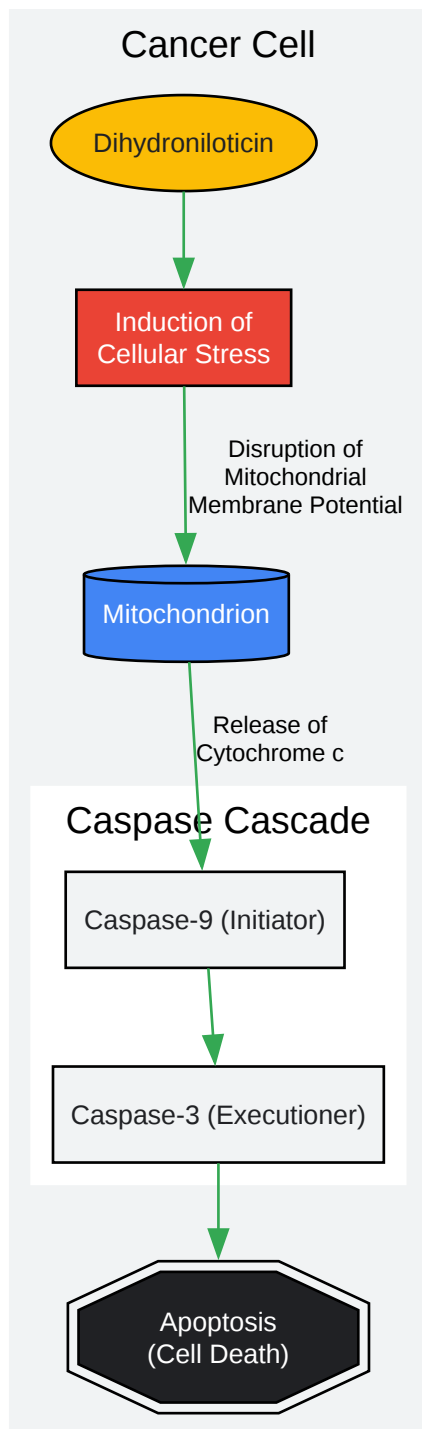 Cancer Cell
Dihydroniloticin
Induction of
Cellular Stress
Disruption of
Mitochondrial
Membrane Potential
Mitochondrion
Release of
Cytochrome c
Caspase Cascade
Caspase-9 (Initiator)
Caspase-3 (Executioner)
Apoptosis
(Cell Death)